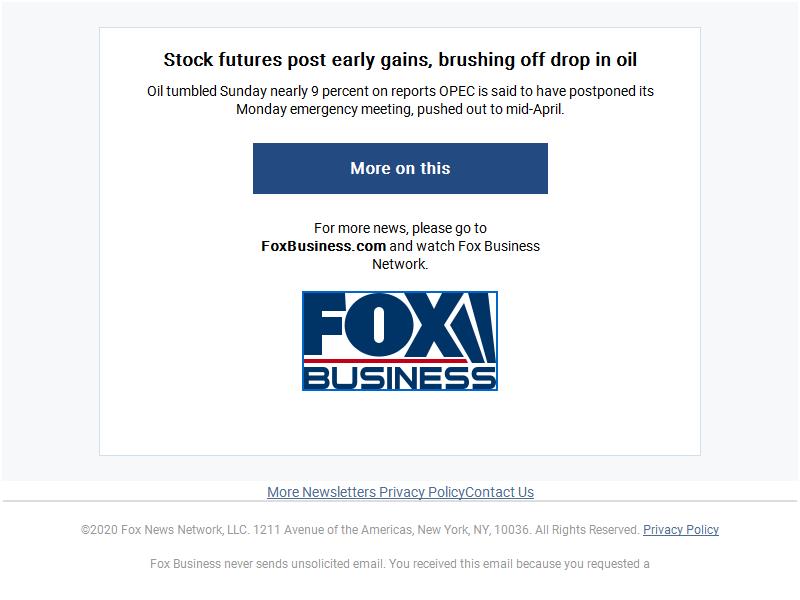 Stock futures post early gains, brushing off drop in oil
Oil tumbled Sunday nearly 9 percent on reports OPEC is said to have postponed its
Monday emergency meeting, pushed out to mid-April.
More on this
For more news, please go to
FoxBusiness.com and watch Fox Business
Network.
FOX
BUSINESS
More Newsletters Privacy PolicyContact Us
©2020 Fox News Network, LLC. 1211 Avenue of the Americas, New York, NY, 10036. All Rights Reserved. Privacy Policy
Fox Business never sends unsolicited email. You received this email because you requested a